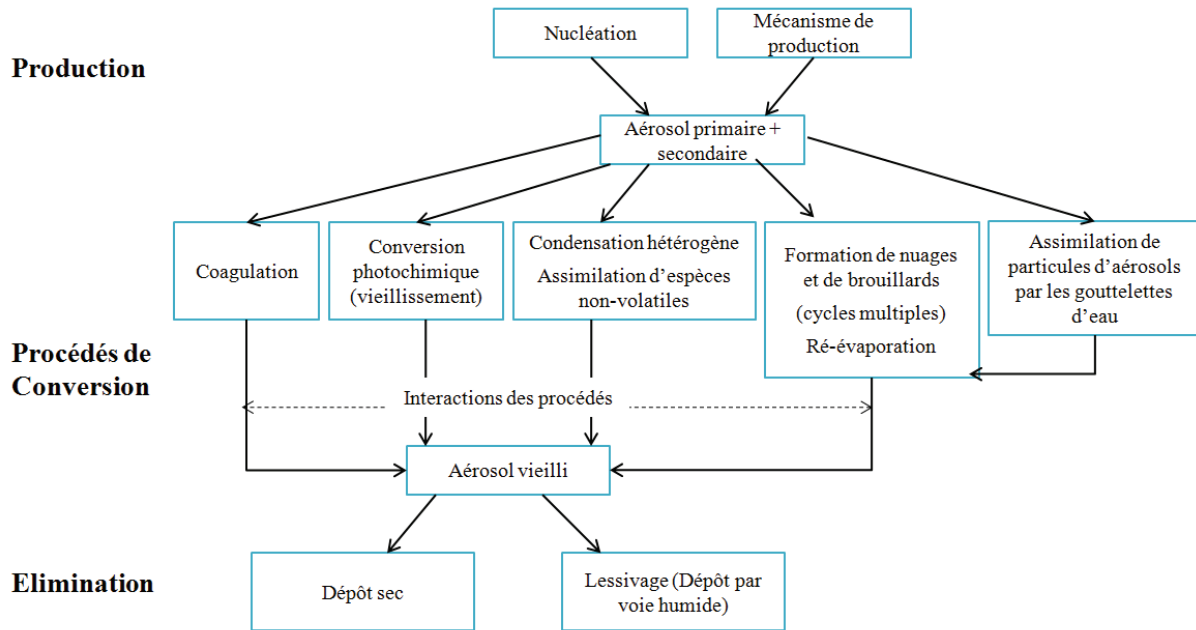 Production
Nucléation
Mécanisme de
production
Aérosol primaire +
secondaire
Procédés de
Conversion
Coagulation
Conversion
photochimique
(vieillissement)
Condensation hétérogène
Assimilation d’espèces
non-volatiles
Formation de nuages
et de brouillards
(cycles multiples)
Ré-évaporation
Assimilation de
particules d’aérosols
par les gouttelettes
d’eau
Interactions des procédés
Aérosol vieilli
Elimination
Dépôt sec
Lessivage (Dépôt par
voie humide)